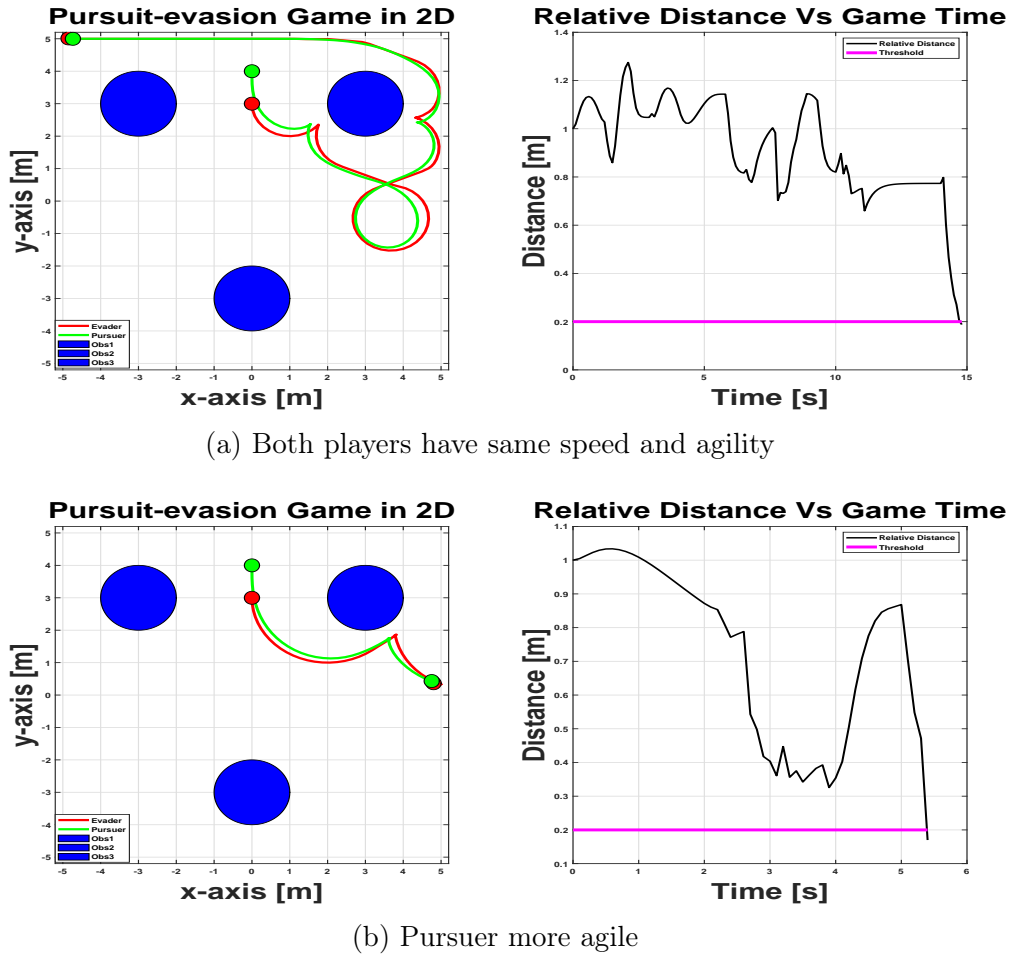 Pursuit-evasion Game in 2D
y-axis [m]
5
4
3
2
1
0
-1
-2
-3
-4
-5
Evader
Pursuer
Obs1
Obs2
Obs3
-5 -4 -3 -2 -1 0 1 2 3 4 5
x-axis [m]
Relative Distance Vs Game Time
Distance [m]
1.4
1.2
1
0.8
0.6
0.4
0.2
0
Relative Distance
Threshold
0 5 10 15
Time [s]
(a) Both players have same speed and agility
Pursuit-evasion Game in 2D
y-axis [m]
5
4
3
2
1
0
-1
-2
-3
-4
-5
Evader
Pursuer
Obs1
Obs2
Obs3
-5 -4 -3 -2 -1 0 1 2 3 4 5
x-axis [m]
Relative Distance Vs Game Time
Distance [m]
1.1
1
0.9
0.8
0.7
0.6
0.5
0.4
0.3
0.2
0.1
Relative Distance
Threshold
0 1 2 3 4 5 6
Time [s]
(b) Pursuer more agile